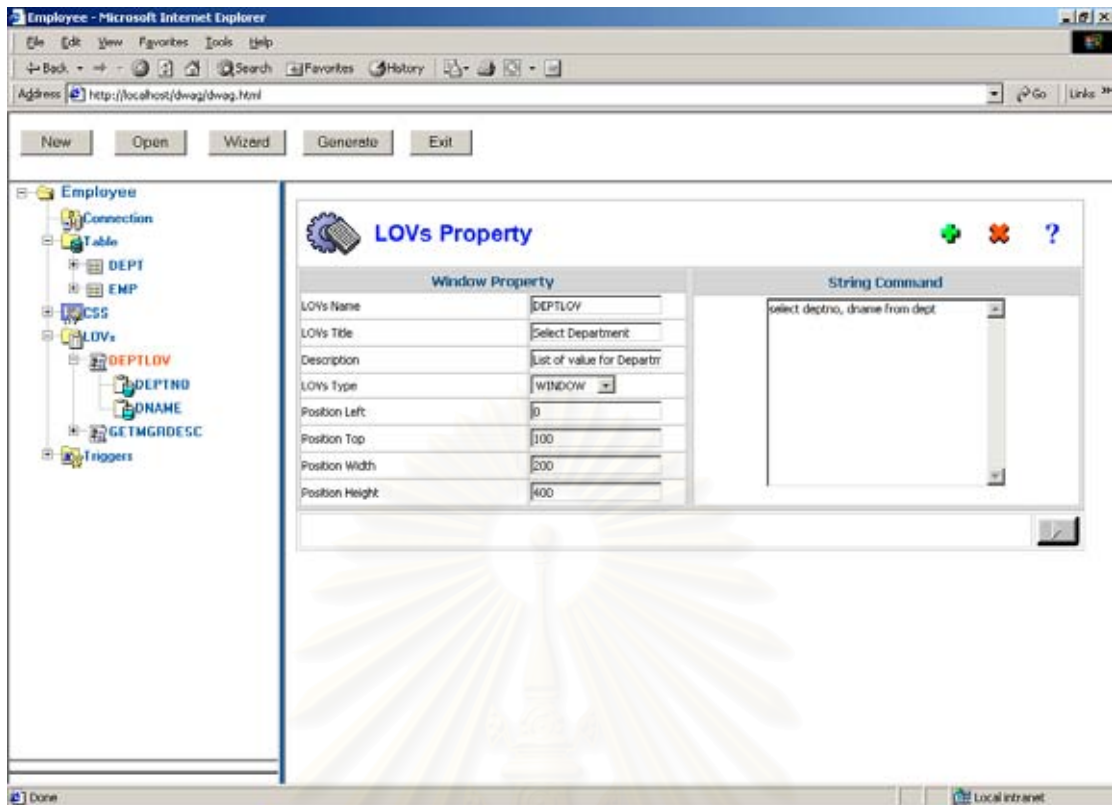 Employee - Microsoft Internet Explorer
File Edit View Favorites Tools Help
Back Search Favorites History
Address http://localhost/dwag/dwag.html Go Links »
New Open Wizard Generate Exit
Employee
Connection
Table
DEPT
EMP
CSS
LOVs
DEPTLOV
DEPTNO
DNAME
GETMGRDESC
Triggers
LOVs Property ?
Window Property String Command
LOVs Name DEPTLOV
LOVs Title Select Department
Description List of value for Departm
LOVs Type WINDOW
Position Left 0
Position Top 100
Position Width 200
Position Height 400
select deptno, dname from dept
Done Local intranet